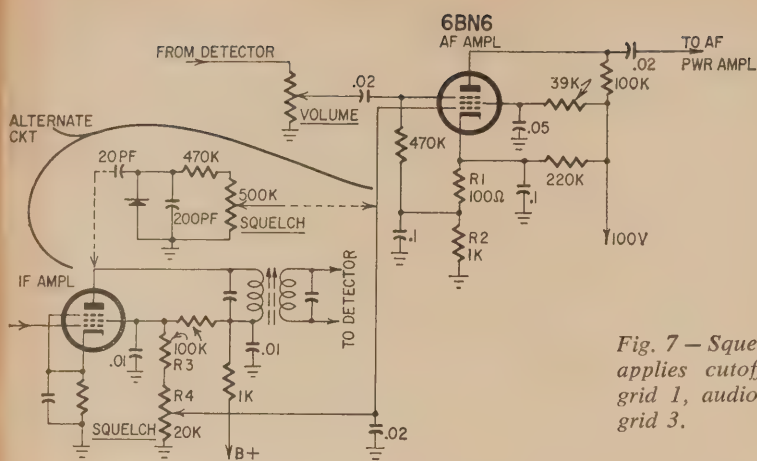 6BN6
AF AMPL
FROM DETECTOR
.02
TO AF
PWR AMPL
.02
39K
100K
VOLUME
ALTERNATE
CKT
.05
20PF
470K
470K
220K
500K
R1
100Ω
.1
200PF
SQUELCH
.1
R2
1K
100V
IF AMPL
TO DETECTOR
.01
100K
R3
.01
1K
R4
SQUELCH
20K
B+
.02
Fig. 7 — Sque
applies cutoff
grid 1, audio
grid 3.